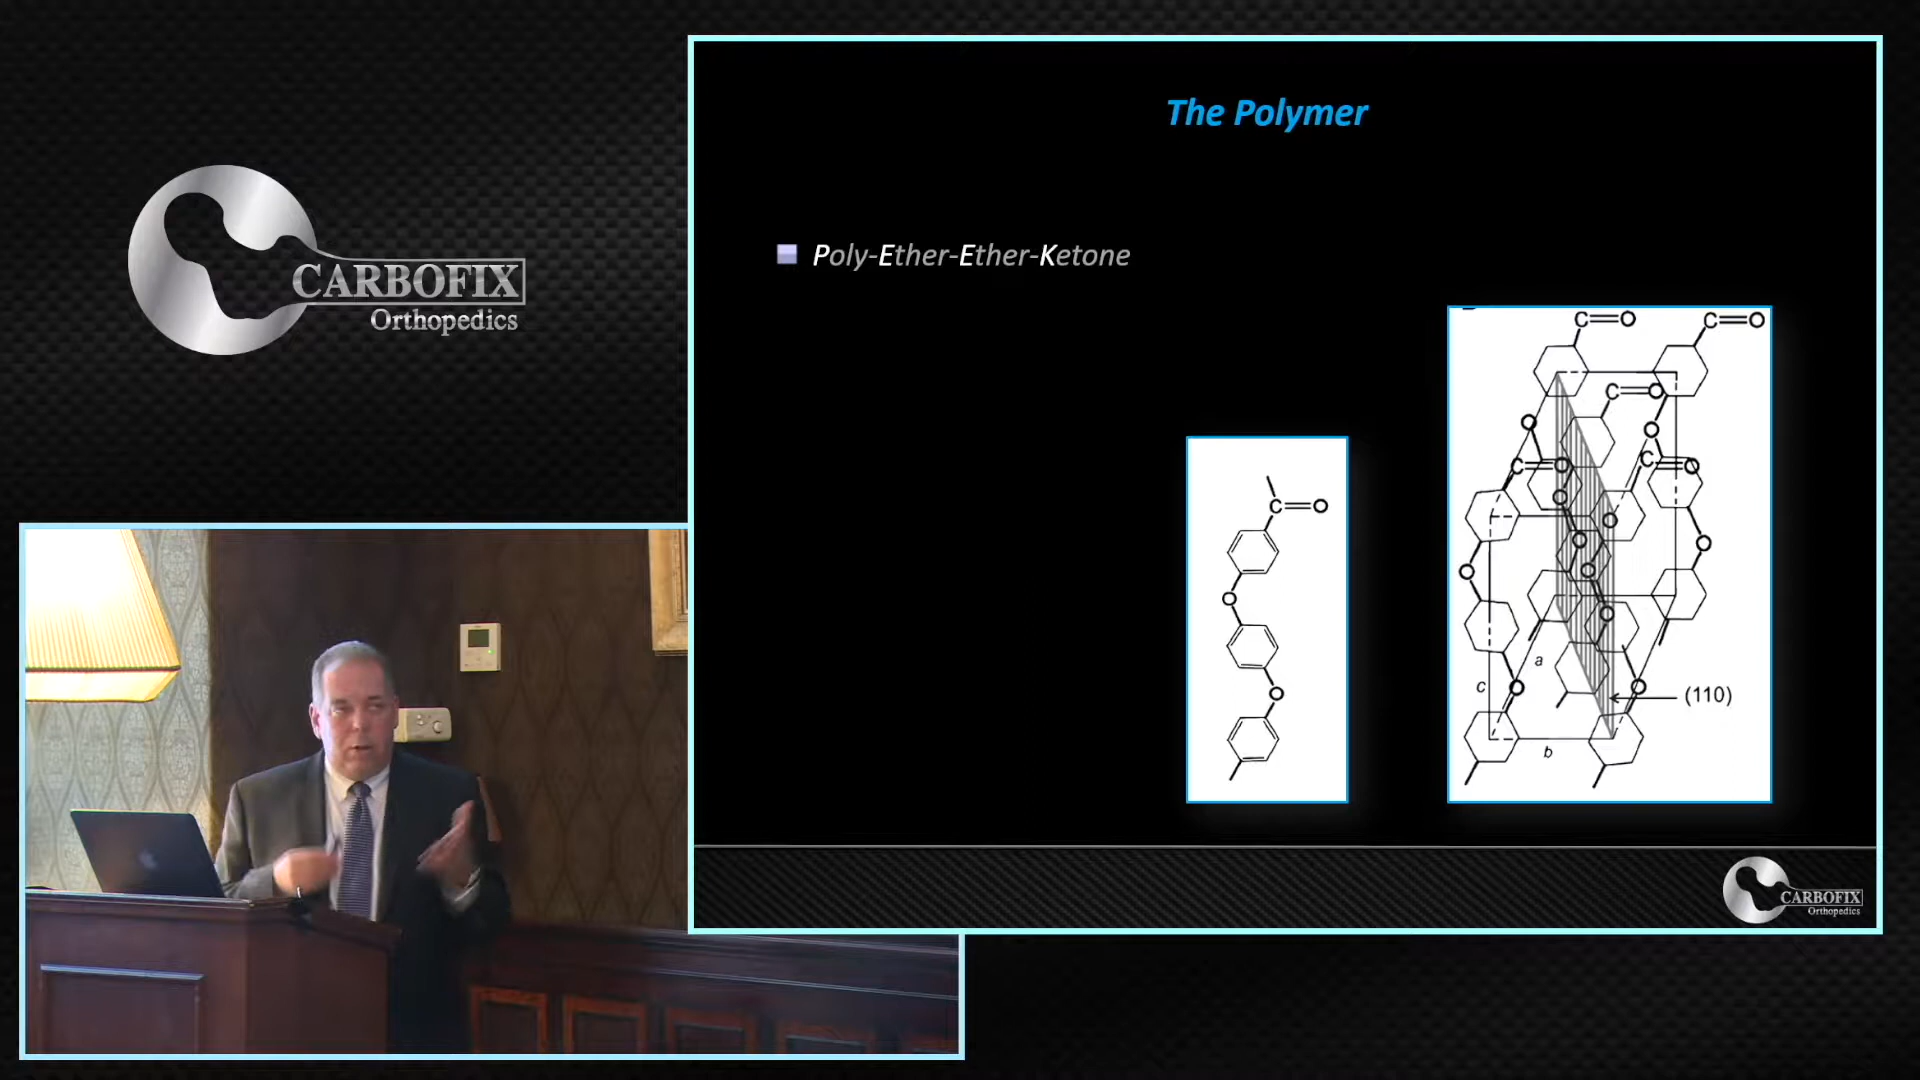 The Polymer
Poly-Ether-Ether-Ketone
CARBOFIX
Orthopedics
C=O
O
O
C=O
C=O
C=O
O
O
C=O
C=O
O
O
O
O
O
O
O
a
c
O
O
(110)
b
CARBOFIX
Orthopedics